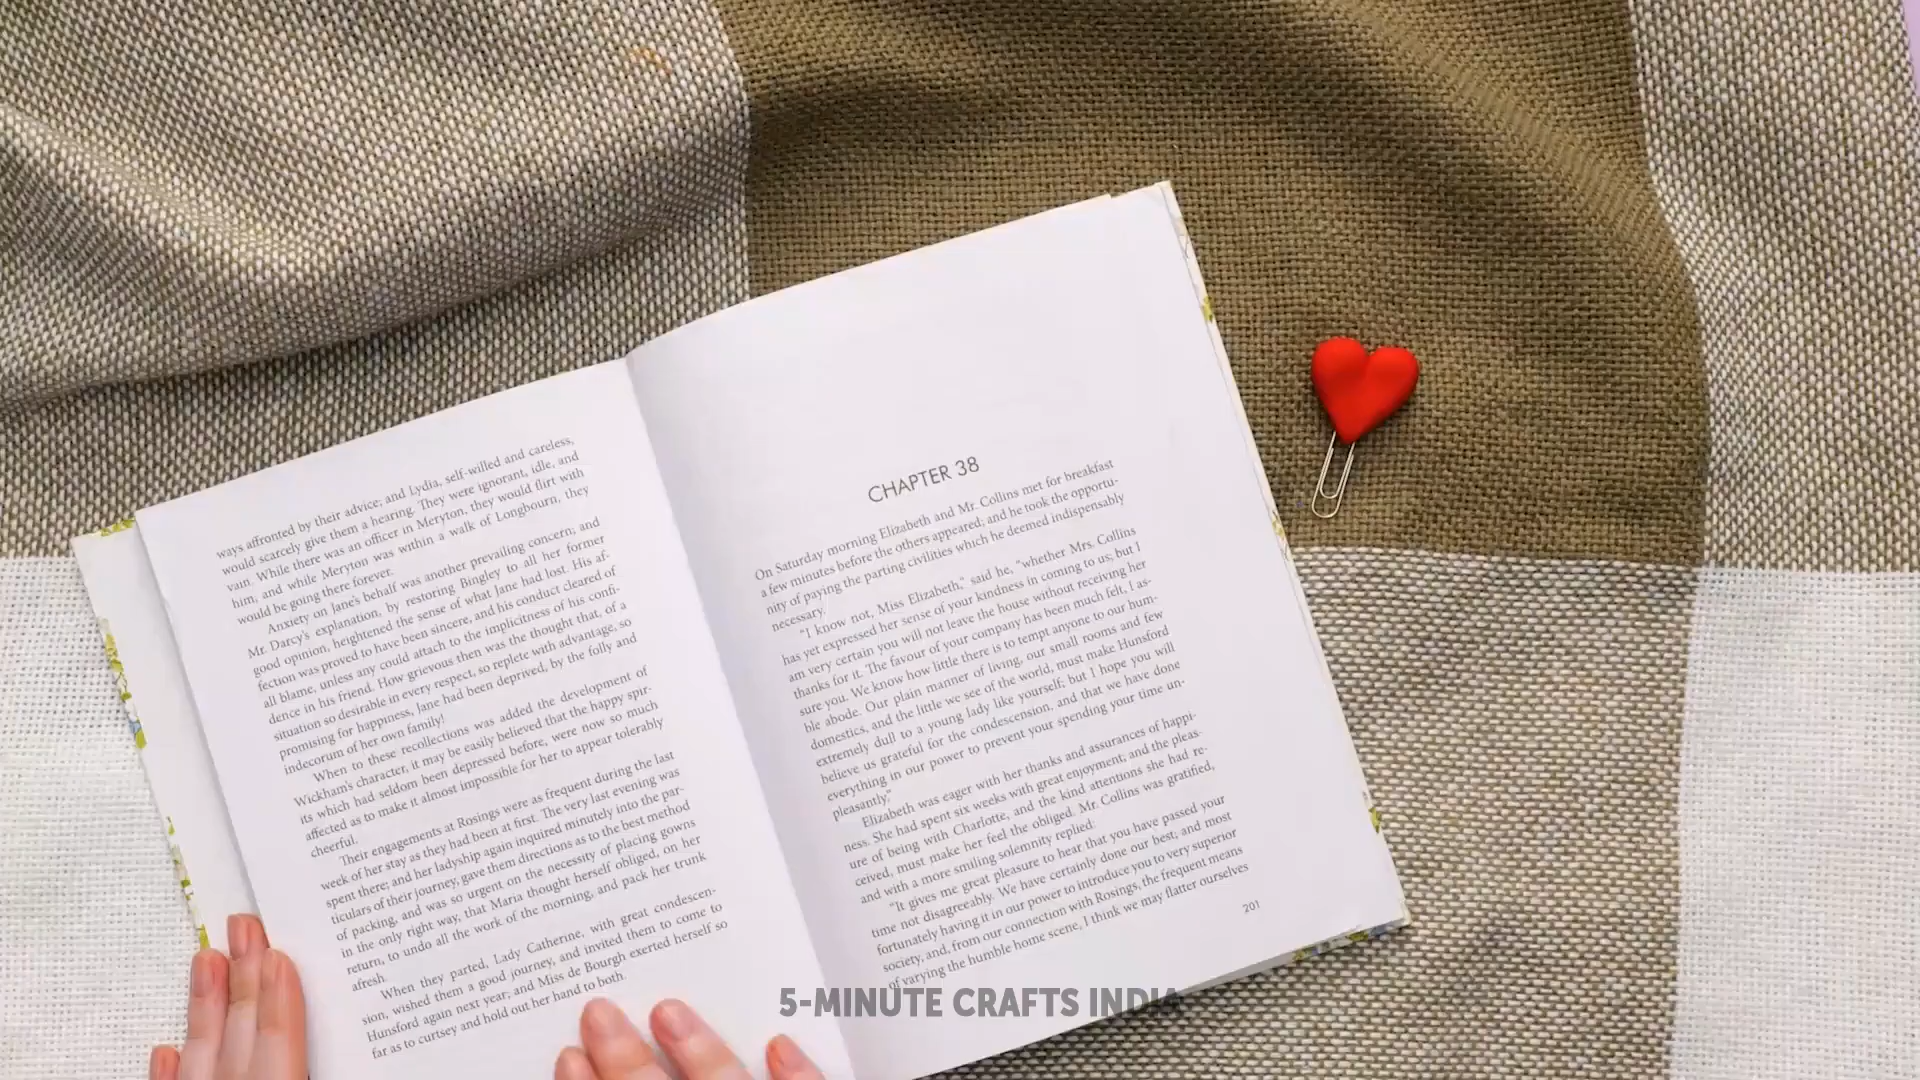 ways affronted by their advice; and Lydia, self-willed and careless,
would scarcely give them a hearing. They were ignorant, idle, and
vain. While there was an officer in Meryton, they would flirt with
him, and while Meryton was within a walk of Longbourn, they
would be going there forever.
Anxiety on Jane's behalf was another prevailing concern; and
Mr. Darcy's explanation, by restoring Bingley to all her former
good opinion, heightened the sense of what Jane had lost. His af-
fection was proved to have been sincere, and his conduct cleared of
all blame, unless any could attach to the implicitness of his confi-
dence in his friend. How grievous then was the thought that, of a
situation so desirable in every respect, so replete with advantage, so
promising for happiness, Jane had been deprived, by the folly and
indecorum of her own family!
When to these recollections was added the development of
Wickham's character, it may be easily believed that the happy spir-
its which had seldom been depressed before, were now so much
affected as to make it almost impossible for her to appear tolerably
cheerful.
Their engagements at Rosings were as frequent during the last
week of her stay as they had been at first. The very last evening was
spent there; and her ladyship again inquired minutely into the par-
ticulars of their journey, gave them directions as to the best method
of packing, and was so urgent on the necessity of placing gowns
in the only right way, that Maria thought herself obliged, on her
return, to undo all the work of the morning, and pack her trunk
afresh.
When they parted, Lady Catherine, with great condescen-
sion, wished them a good journey, and invited them to come to
Hunsford again next year; and Miss de Bourgh exerted herself so
far as to curtsey and hold out her hand to both.
CHAPTER 38
On Saturday morning Elizabeth and Mr. Collins met for breakfast
a few minutes before the others appeared; and he took the opportu-
nity of paying the parting civilities which he deemed indispensably
necessary.
"I know not, Miss Elizabeth," said he, "whether Mrs. Collins
has yet expressed her sense of your kindness in coming to us; but I
am very certain you will not leave the house without receiving her
thanks for it. The favour of your company has been much felt, I as-
sure you. We know how little there is to tempt anyone to our hum-
ble abode. Our plain manner of living, our small rooms and few
domestics, and the little we see of the world, must make Hunsford
extremely dull to a young lady like yourself; but I hope you will
believe us grateful for the condescension, and that we have done
everything in our power to prevent your spending your time un-
pleasantly."
Elizabeth was eager with her thanks and assurances of happi-
ness. She had spent six weeks with great enjoyment; and the pleas-
ure of being with Charlotte, and the kind attentions she had re-
ceived, must make her feel the obliged. Mr. Collins was gratified,
and with a more smiling solemnity replied:
"It gives me great pleasure to hear that you have passed your
time not disagreeably. We have certainly done our best; and most
fortunately having it in our power to introduce you to very superior
society, and, from our connection with Rosings, the frequent means
of varying the humble home scene, I think we may flatter ourselves
201
5-MINUTE CRAFTS INDIA